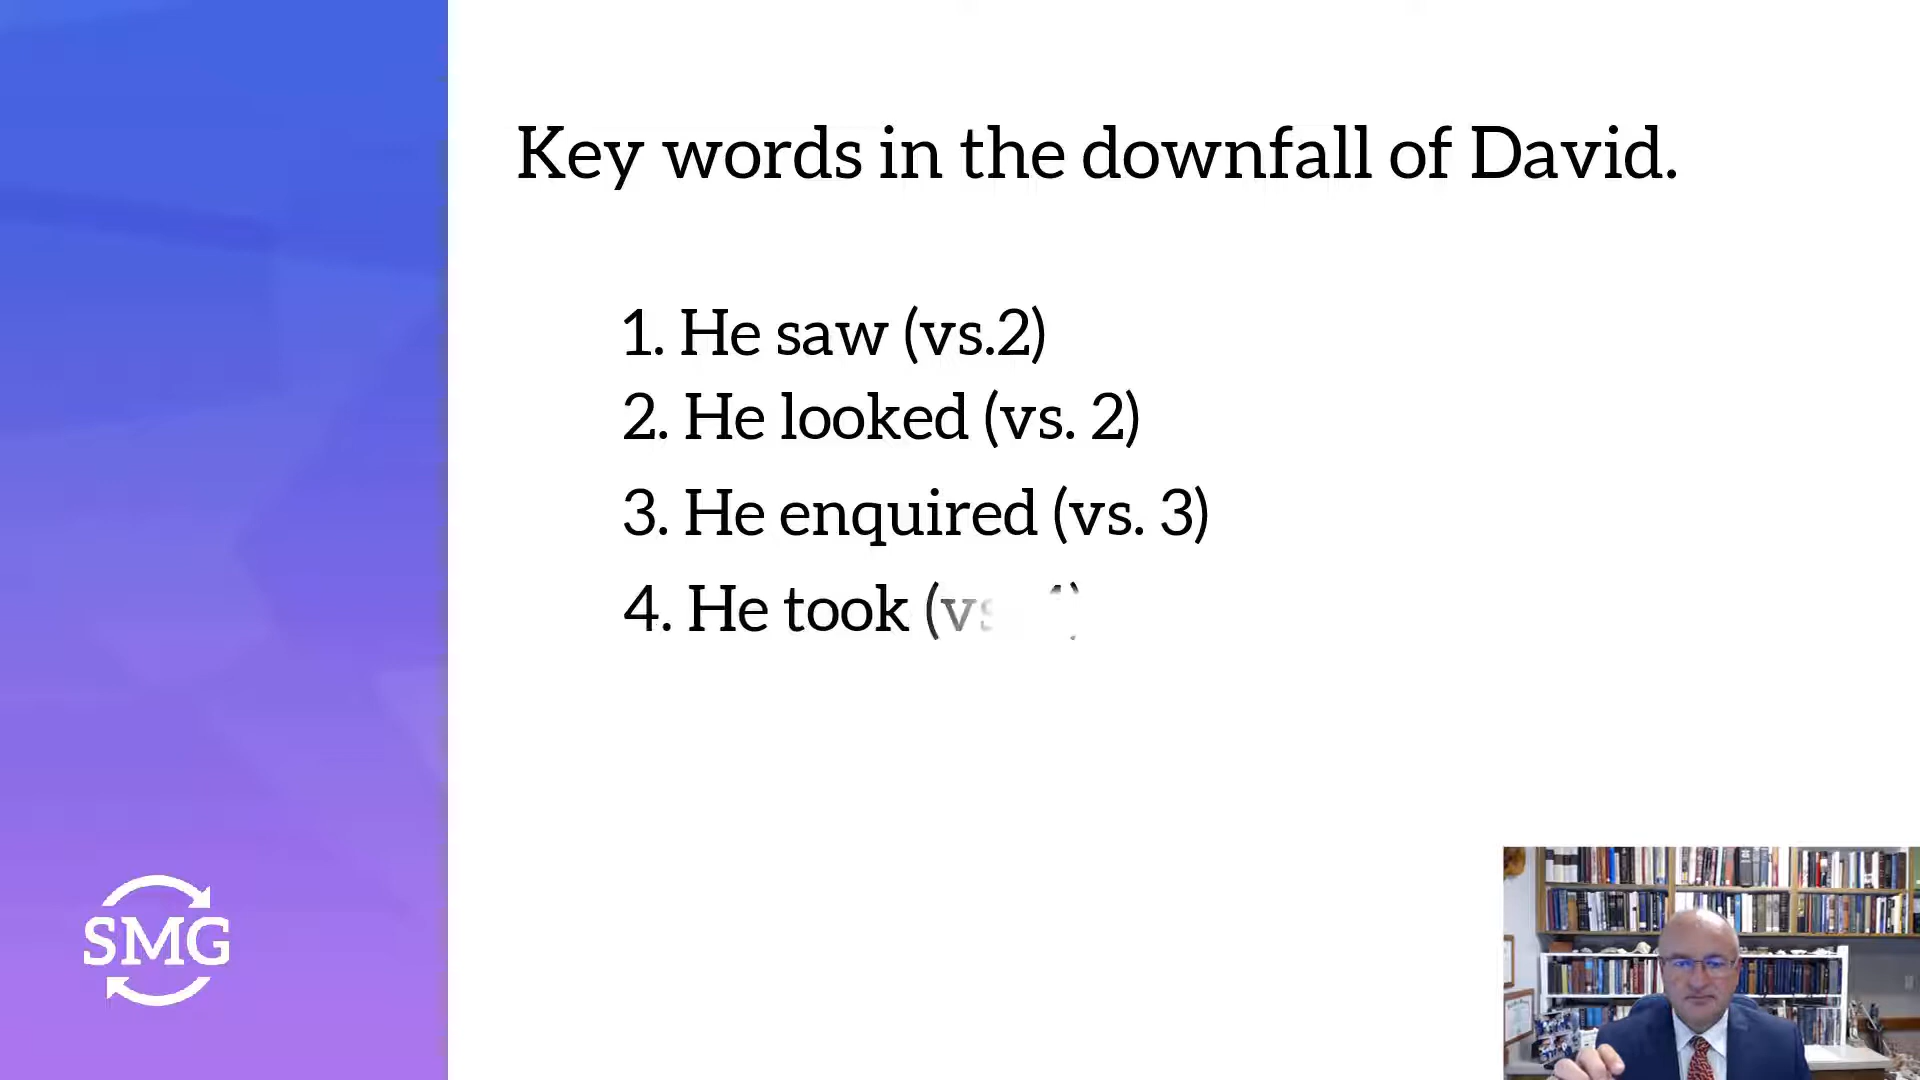 Key words in the downfall of David.
1. He saw (vs.2)
2. He looked (vs. 2)
3. He enquired (vs. 3)
4. He took (vs
SMG